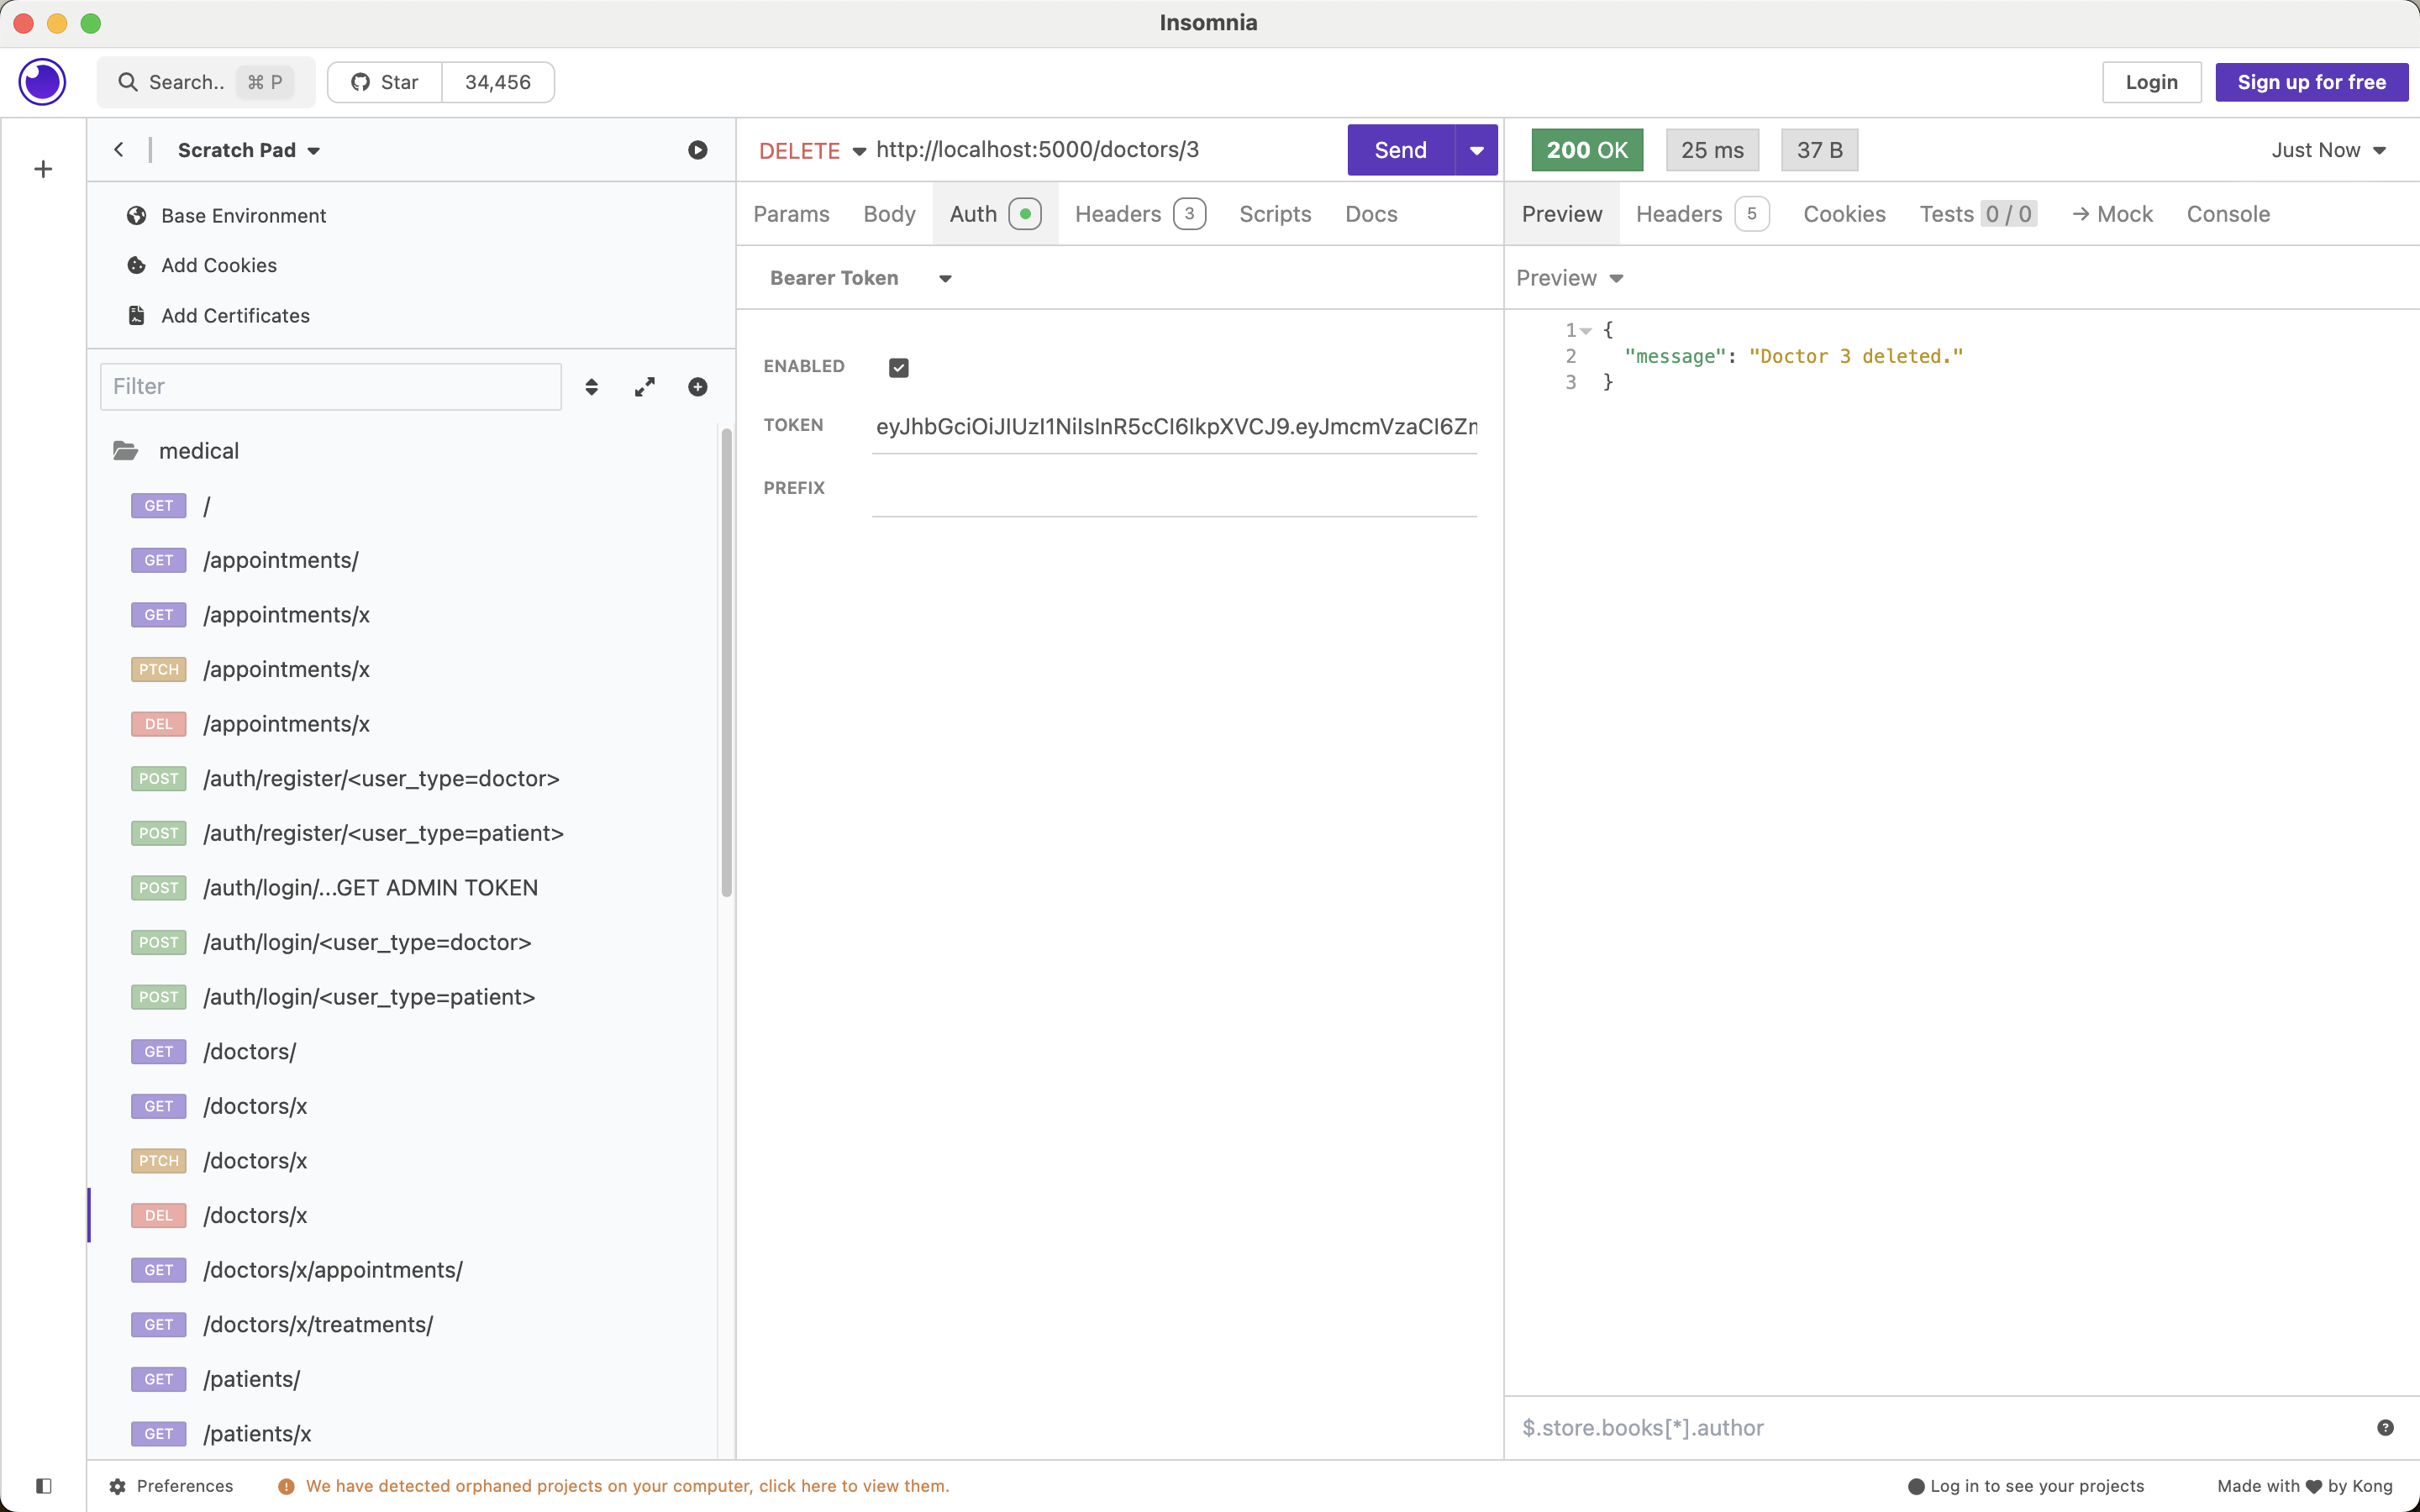 Insomnia
Search.. ⌘ P
Star 34,456
Login
Sign up for free
Scratch Pad
Base Environment
Add Cookies
Add Certificates
Filter
medical
GET /
GET /appointments/
GET /appointments/x
PTCH /appointments/x
DEL /appointments/x
POST /auth/register/<user_type=doctor>
POST /auth/register/<user_type=patient>
POST /auth/login/...GET ADMIN TOKEN
POST /auth/login/<user_type=doctor>
POST /auth/login/<user_type=patient>
GET /doctors/
GET /doctors/x
PTCH /doctors/x
DEL /doctors/x
GET /doctors/x/appointments/
GET /doctors/x/treatments/
GET /patients/
GET /patients/x
DELETE http://localhost:5000/doctors/3 Send
Params Body Auth Headers 3 Scripts Docs
Bearer Token
ENABLED
TOKEN eyJhbGciOiJIUzI1NiIsInR5cCI6IkpXVCJ9.eyJmcmVzaCI6Zm
PREFIX
200 OK 25 ms 37 B Just Now
Preview Headers 5 Cookies Tests 0 / 0 → Mock Console
Preview
1 {
2 "message": "Doctor 3 deleted."
3 }
$.store.books[*].author
Preferences
We have detected orphaned projects on your computer, click here to view them.
Log in to see your projects
Made with ♥ by Kong